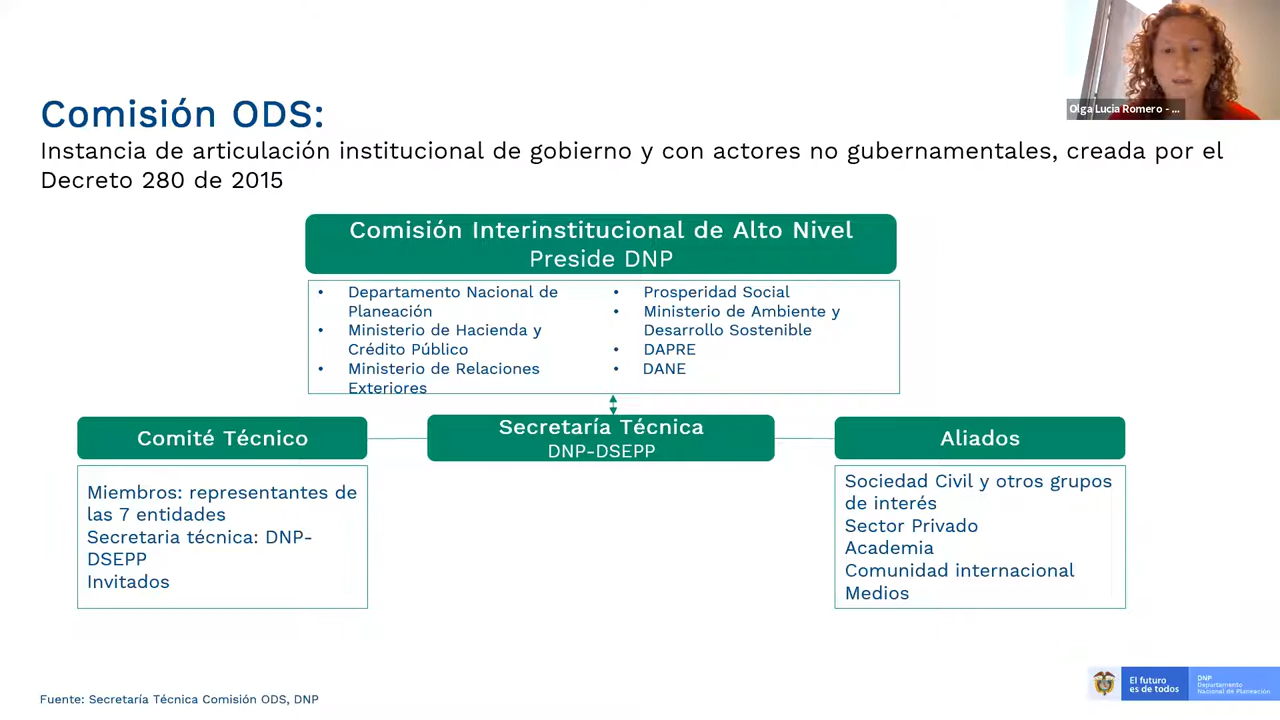 Olga Lucia Romero - ...
Comisión ODS:
Instancia de articulación institucional de gobierno y con actores no gubernamentales, creada por el
Decreto 280 de 2015
Comisión Interinstitucional de Alto Nivel
Preside DNP
• Departamento Nacional de
Planeación
• Ministerio de Hacienda y
Crédito Público
• Ministerio de Relaciones
Exteriores
• Prosperidad Social
• Ministerio de Ambiente y
Desarrollo Sostenible
• DAPRE
• DANE
Comité Técnico
Secretaría Técnica
DNP-DSEPP
Aliados
Miembros: representantes de
las 7 entidades
Secretaria técnica: DNP-
DSEPP
Invitados
Sociedad Civil y otros grupos
de interés
Sector Privado
Academia
Comunidad internacional
Medios
Fuente: Secretaría Técnica Comisión ODS, DNP
El futuro
es de todos
DNP
Departamento
Nacional de Planeación